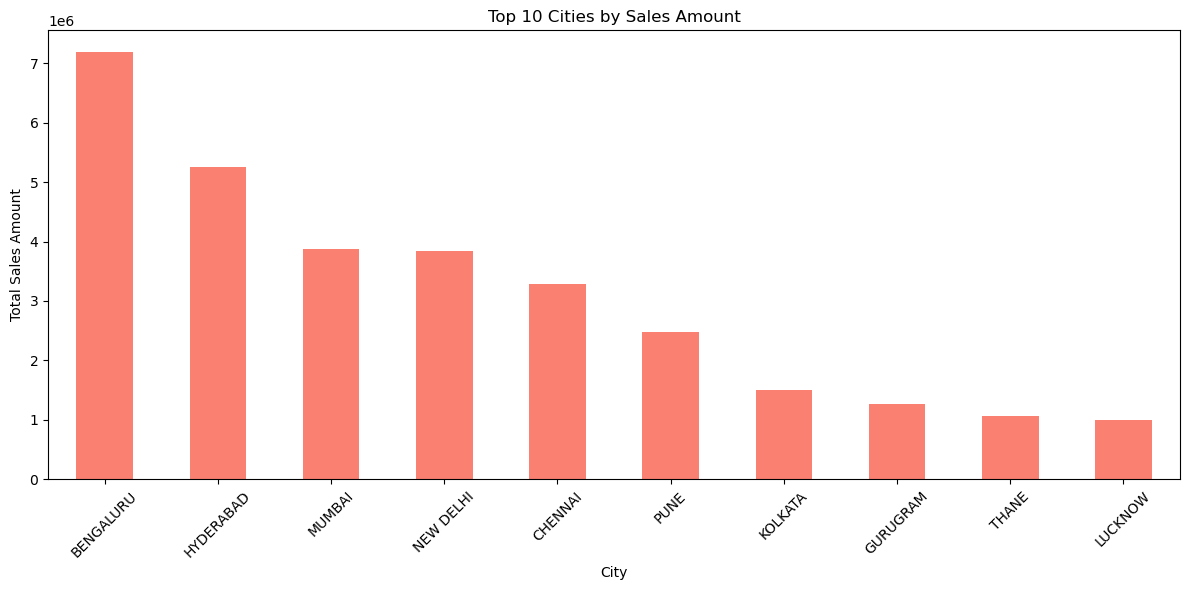 Top 10 Cities by Sales Amount
1e6
7
6
5
4
3
2
1
0
Total Sales Amount
BENGALURU
HYDERABAD
MUMBAI
NEW DELHI
CHENNAI
PUNE
KOLKATA
GURUGRAM
THANE
LUCKNOW
City